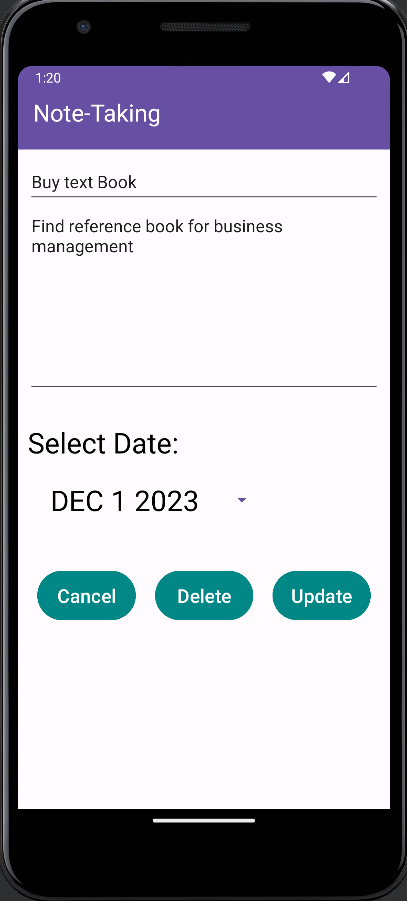 1:20
Note-Taking
Buy text Book
Find reference book for business
management
Select Date:
DEC 1 2023
Cancel Delete Update